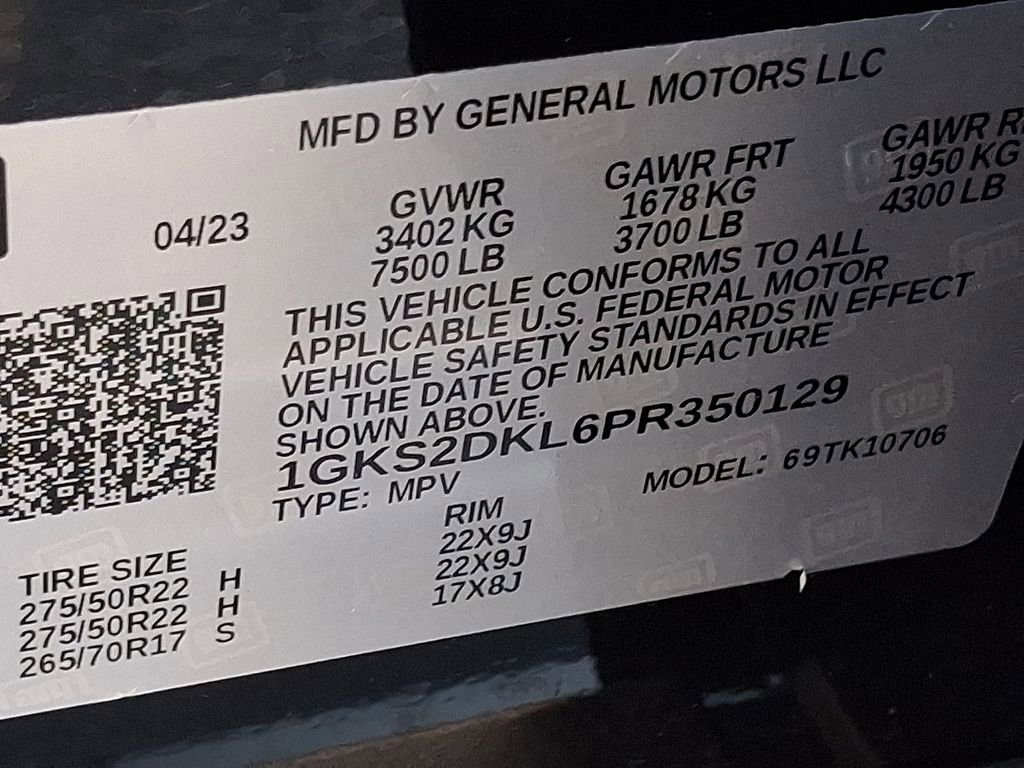 MFD BY GENERAL MOTORS LLC
04/23
GVWR
3402 KG
7500 LB
GAWR FRT
1678 KG
3700 LB
GAWR R
1950 KG
4300 LB
THIS VEHICLE CONFORMS TO ALL
APPLICABLE U.S. FEDERAL MOTOR
VEHICLE SAFETY STANDARDS IN EFFECT
ON THE DATE OF MANUFACTURE
SHOWN ABOVE.
1GKS2DKL6PR350129
TYPE: MPV
MODEL: 69TK10706
TIRE SIZE RIM
275/50R22 H 22X9J
275/50R22 H 22X9J
265/70R17 S 17X8J